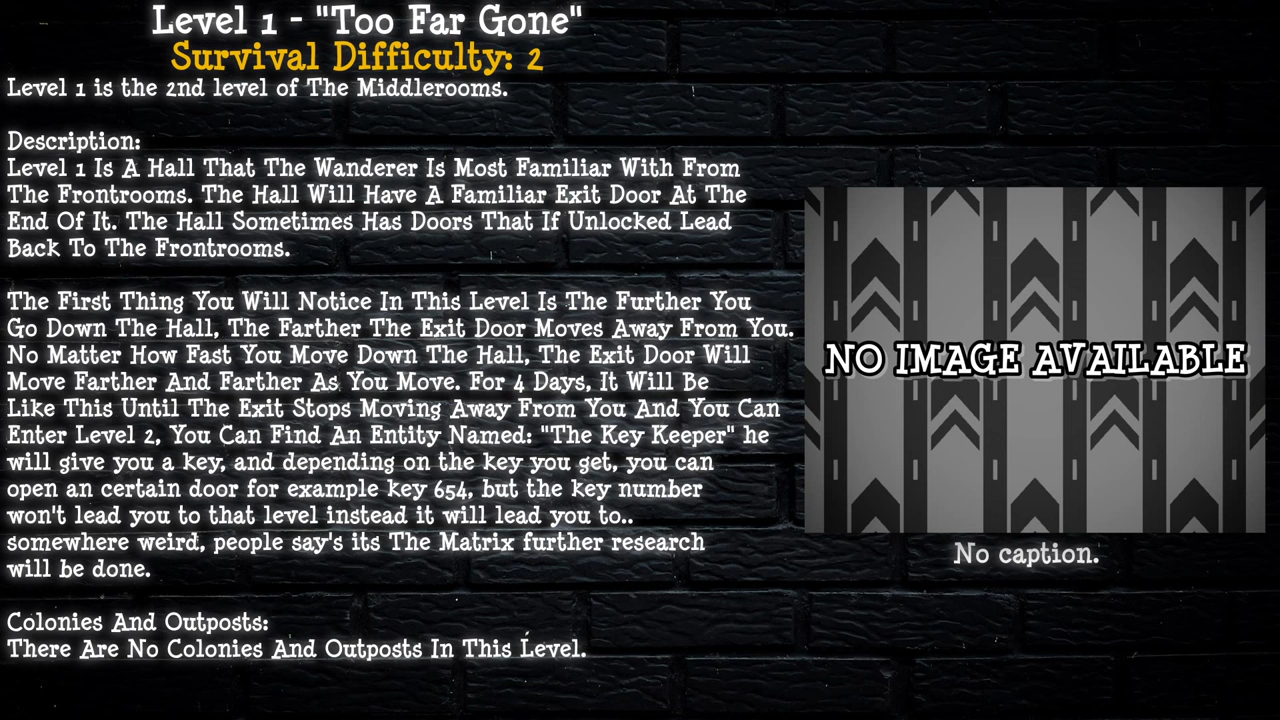 Level 1 - "Too Far Gone"
Survival Difficulty: 2
Level 1 is the 2nd level of The Middlerooms.
Description:
Level 1 Is A Hall That The Wanderer Is Most Familiar With From
The Frontrooms. The Hall Will Have A Familiar Exit Door At The
End Of It. The Hall Sometimes Has Doors That If Unlocked Lead
Back To The Frontrooms.
The First Thing You Will Notice In This Level Is The Further You
Go Down The Hall, The Farther The Exit Door Moves Away From You.
No Matter How Fast You Move Down The Hall, The Exit Door Will
Move Farther And Farther As You Move. For 4 Days, It Will Be
Like This Until The Exit Stops Moving Away From You And You Can
Enter Level 2, You Can Find An Entity Named: "The Key Keeper" he
will give you a key, and depending on the key you get, you can
open an certain door for example key 654, but the key number
won't lead you to that level instead it will lead you to..
somewhere weird, people say's its The Matrix further research
will be done.
Colonies And Outposts:
There Are No Colonies And Outposts In This Level.
NO IMAGE AVAILABLE
No caption.